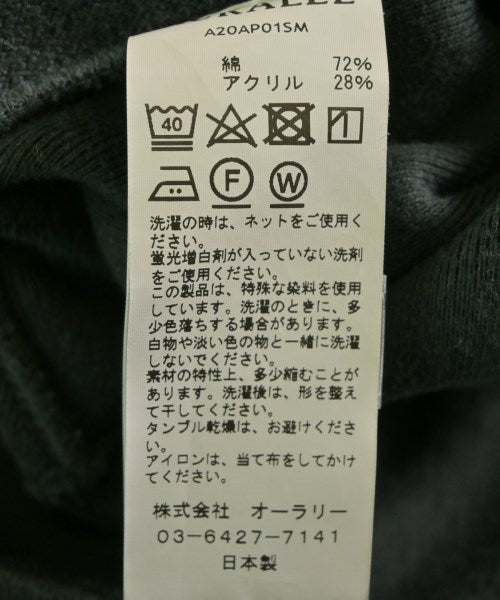 A20AP01SM
綿 72%
アクリル 28%
40
F W
洗濯の時は、ネットをご使用く
ださい。
蛍光増白剤が入っていない洗剤
をご使用ください。
この製品は、特殊な染料を使用
しています。洗濯のときに、多
少色落ちする場合があります。
白物や淡い色の物と一緒に洗濯
しないでください。
素材の特性上、多少縮むことが
あります。洗濯後は、形を整え
て干してください。
タンブル乾燥は、お避けくださ
い。
アイロンは、当て布をしてかけ
てください。
株式会社 オーラリー
03-6427-7141
日本製